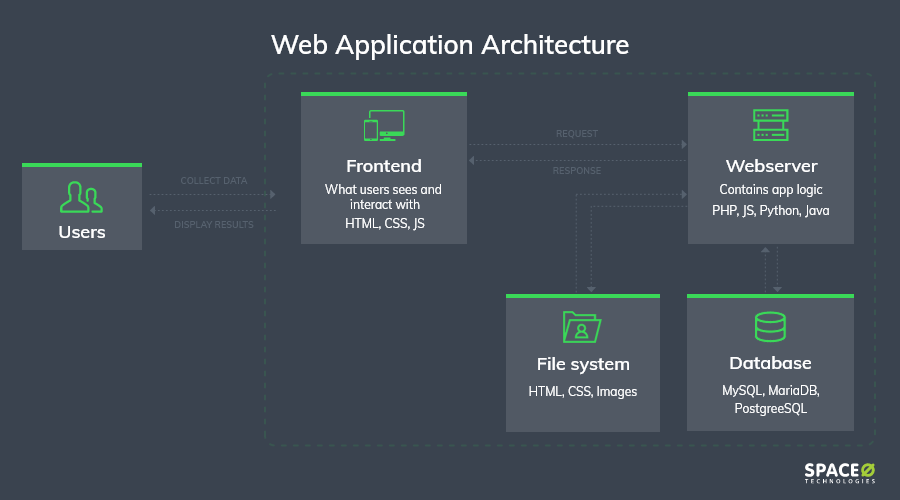 Web Application Architecture
Users
COLLECT DATA
DISPLAY RESULTS
Frontend
What users sees and
interact with
HTML, CSS, JS
REQUEST
RESPONSE
Webserver
Contains app logic
PHP, JS, Python, Java
File system
HTML, CSS, Images
Database
MySQL, MariaDB,
PostgreeSQL
SPACEØ
TECHNOLOGIES